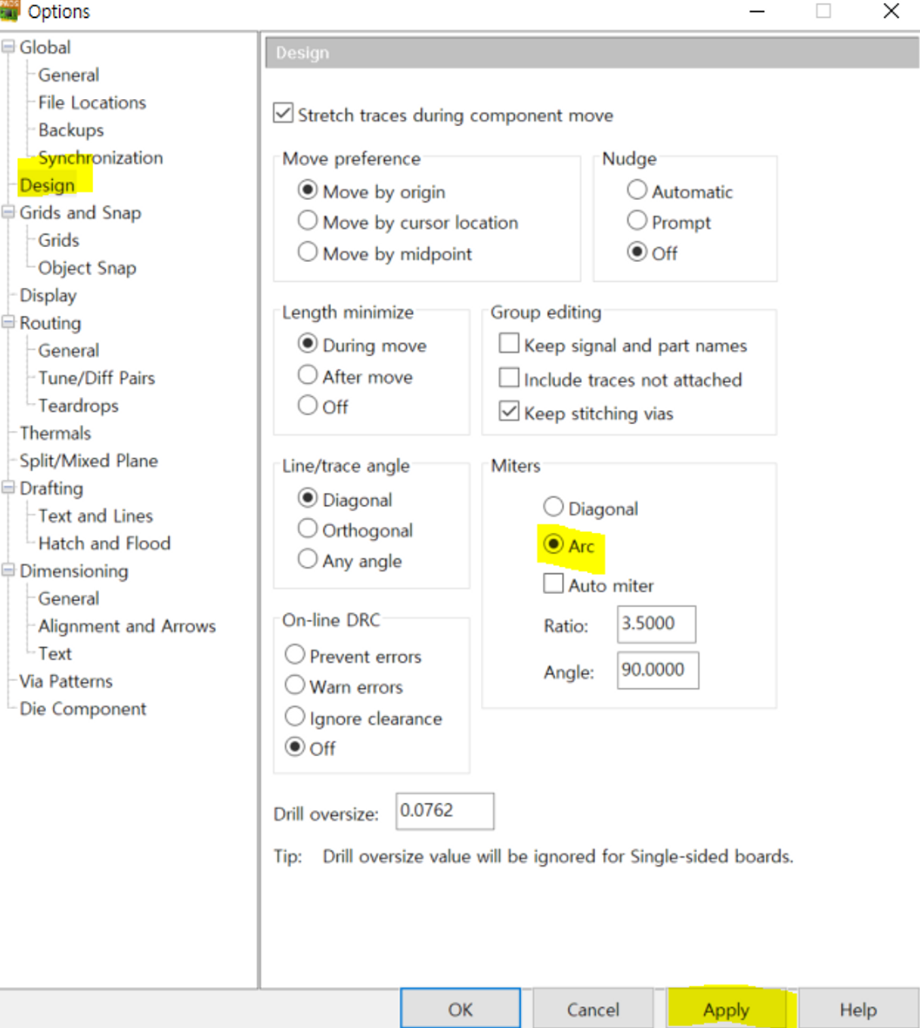 Options
Global
General
File Locations
Backups
Synchronization
Design
Grids and Snap
Grids
Object Snap
Display
Routing
General
Tune/Diff Pairs
Teardrops
Thermals
Split/Mixed Plane
Drafting
Text and Lines
Hatch and Flood
Dimensioning
General
Alignment and Arrows
Text
Via Patterns
Die Component
Design
Stretch traces during component move
Move preference
Move by origin
Move by cursor location
Move by midpoint
Nudge
Automatic
Prompt
Off
Length minimize
During move
After move
Off
Group editing
Keep signal and part names
Include traces not attached
Keep stitching vias
Line/trace angle
Diagonal
Orthogonal
Any angle
Miters
Diagonal
Arc
Auto miter
Ratio: 3.5000
Angle: 90.0000
On-line DRC
Prevent errors
Warn errors
Ignore clearance
Off
Drill oversize: 0.0762
Tip: Drill oversize value will be ignored for Single-sided boards.
OK Cancel Apply Help